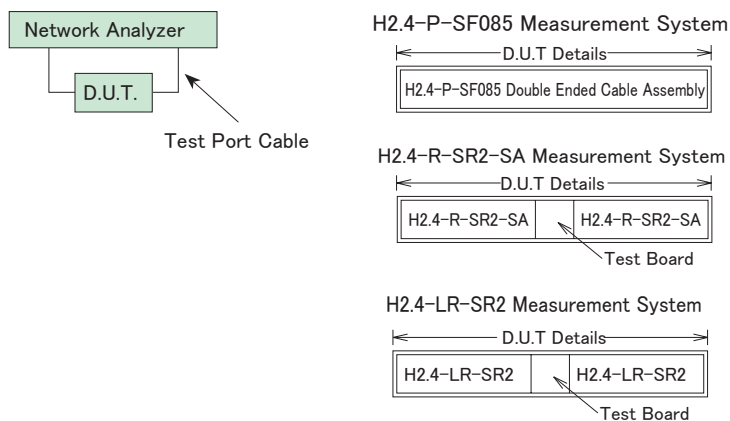 Network Analyzer
D.U.T.
Test Port Cable
H2.4-P-SF085 Measurement System
D.U.T Details
H2.4-P-SF085 Double Ended Cable Assembly
H2.4-R-SR2-SA Measurement System
D.U.T Details
H2.4-R-SR2-SA H2.4-R-SR2-SA
Test Board
H2.4-LR-SR2 Measurement System
D.U.T Details
H2.4-LR-SR2 H2.4-LR-SR2
Test Board